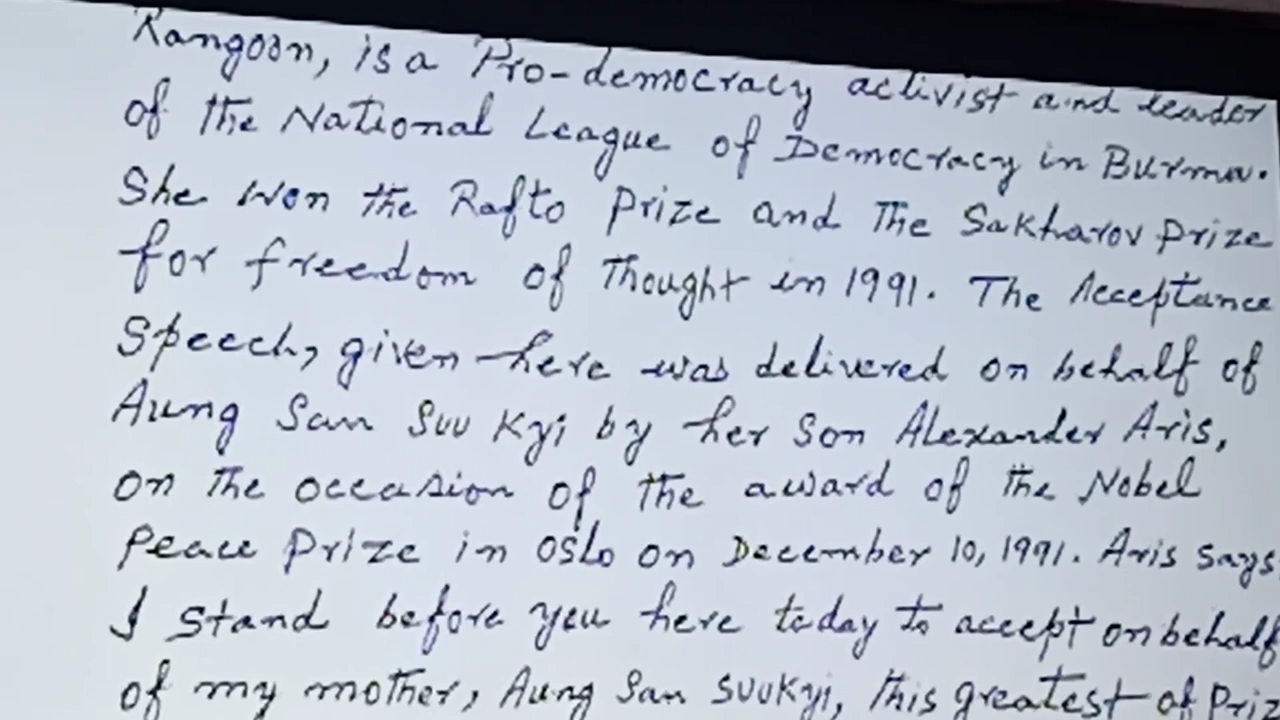 Rangoon, is a Pro-democracy activist and leader
of the National League of Democracy in Burma.
She won the Rafto Prize and The Sakharov Prize
for freedom of Thought in 1991. The Acceptance
Speech, given here was delivered on behalf of
Aung San Suu Kyi by her Son Alexander Aris,
on The occasion of The award of the Nobel
Peace Prize in Oslo on December 10, 1991. Aris says
I stand before you here today to accept on behalf
of my mother, Aung San SuuKyi, This greatest of Priz